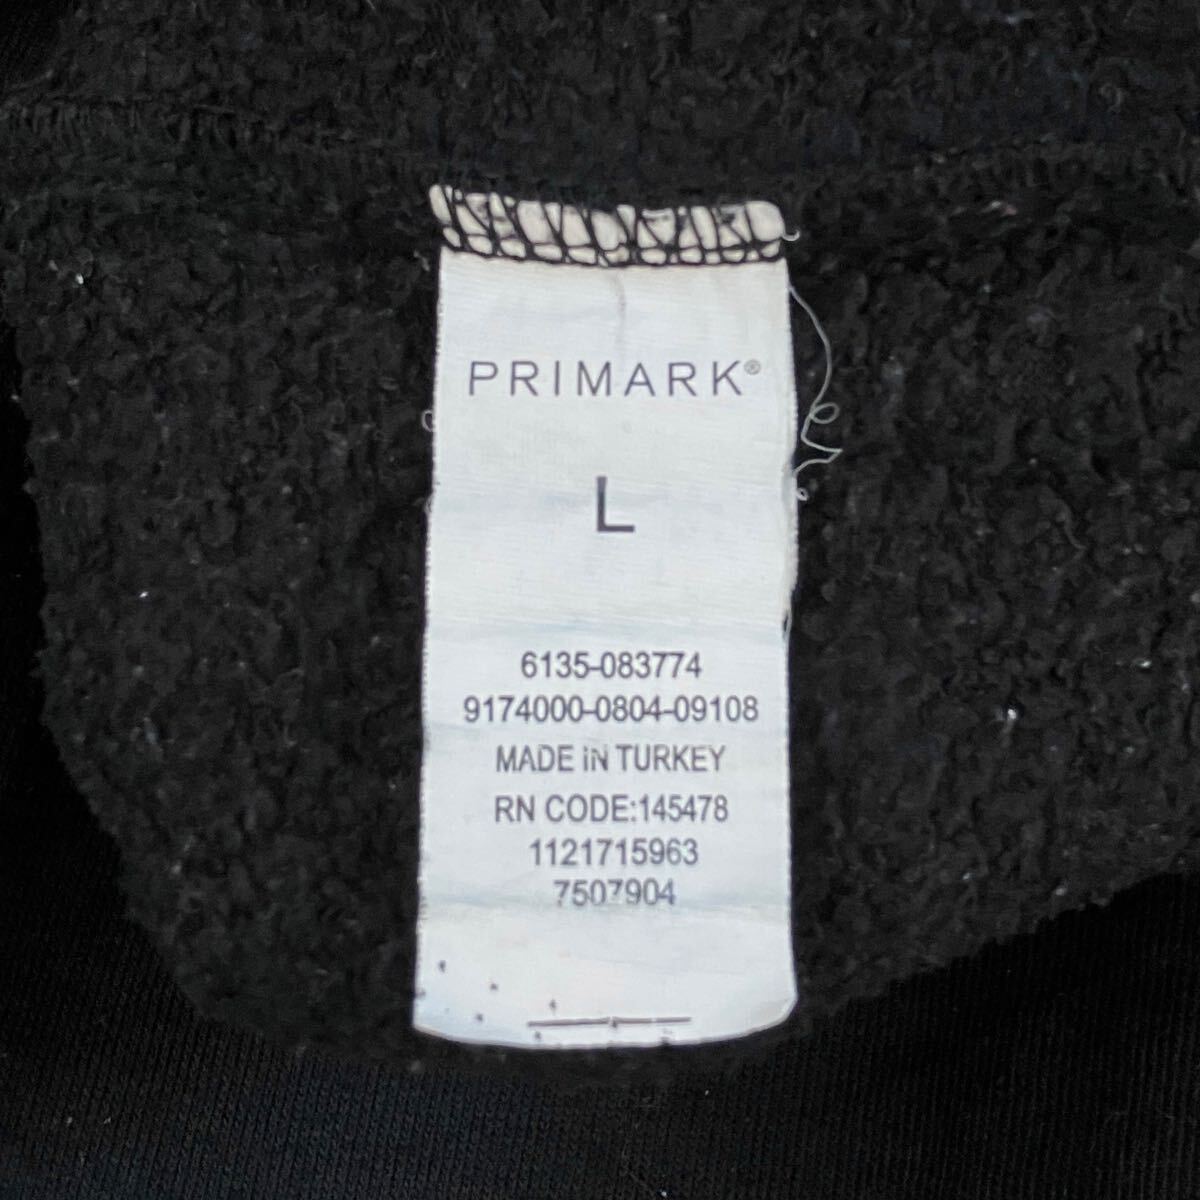 PRIMARK®
L
6135-083774
9174000-0804-09108
MADE iN TURKEY
RN CODE:145478
1121715963
7507904